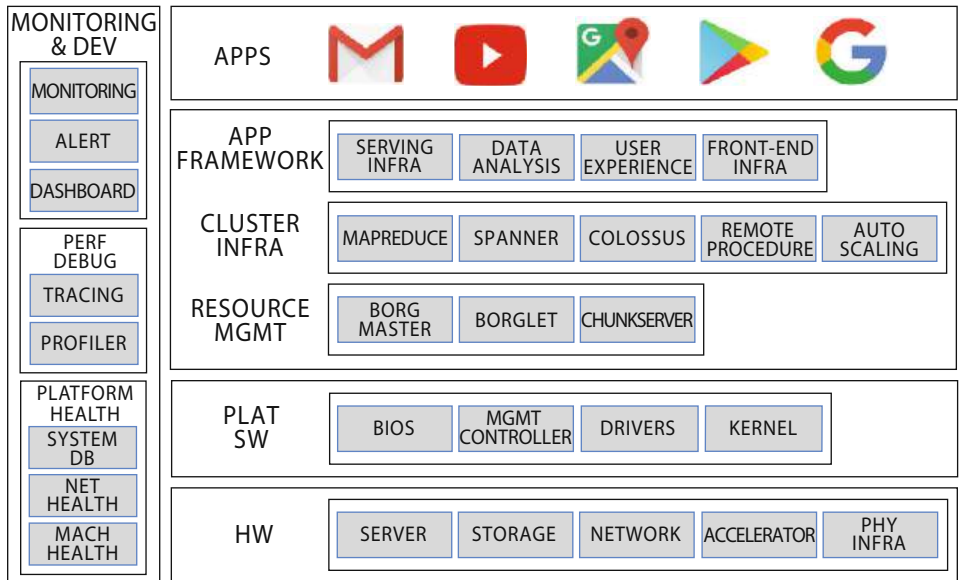 MONITORING
& DEV
MONITORING
ALERT
DASHBOARD
PERF
DEBUG
TRACING
PROFILER
PLATFORM
HEALTH
SYSTEM
DB
NET
HEALTH
MACH
HEALTH
APPS
G
G
APP
FRAMEWORK
SERVING
INFRA
DATA
ANALYSIS
USER
EXPERIENCE
FRONT-END
INFRA
CLUSTER
INFRA
MAPREDUCE
SPANNER
COLOSSUS
REMOTE
PROCEDURE
AUTO
SCALING
RESOURCE
MGMT
BORG
MASTER
BORGLET
CHUNKSERVER
PLAT
SW
BIOS
MGMT
CONTROLLER
DRIVERS
KERNEL
HW
SERVER
STORAGE
NETWORK
ACCELERATOR
PHY
INFRA